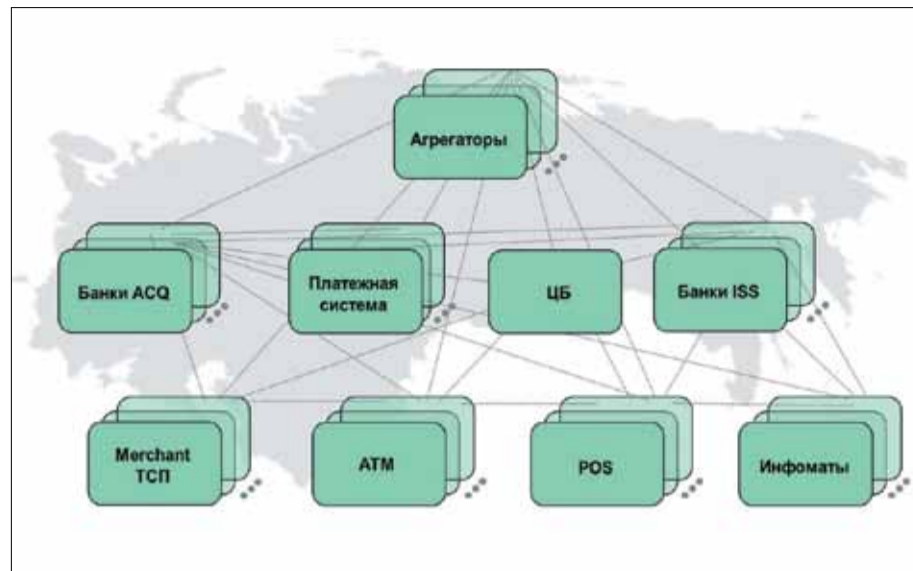 Агрегаторы
Банки ACQ
Платежная
система
ЦБ
Банки ISS
Merchant
ТСП
ATM
POS
Инфоматы